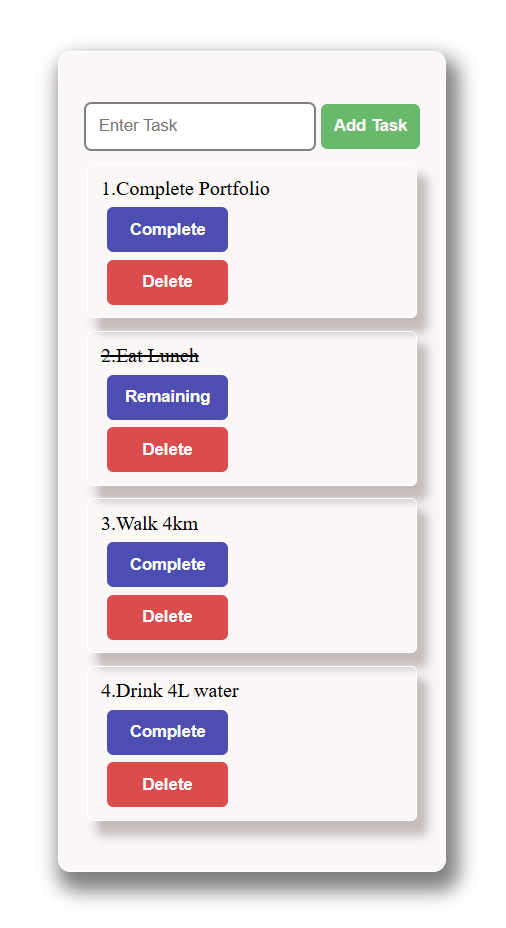 Enter Task Add Task
1.Complete Portfolio
Complete
Delete
2.Eat Lunch
Remaining
Delete
3.Walk 4km
Complete
Delete
4.Drink 4L water
Complete
Delete